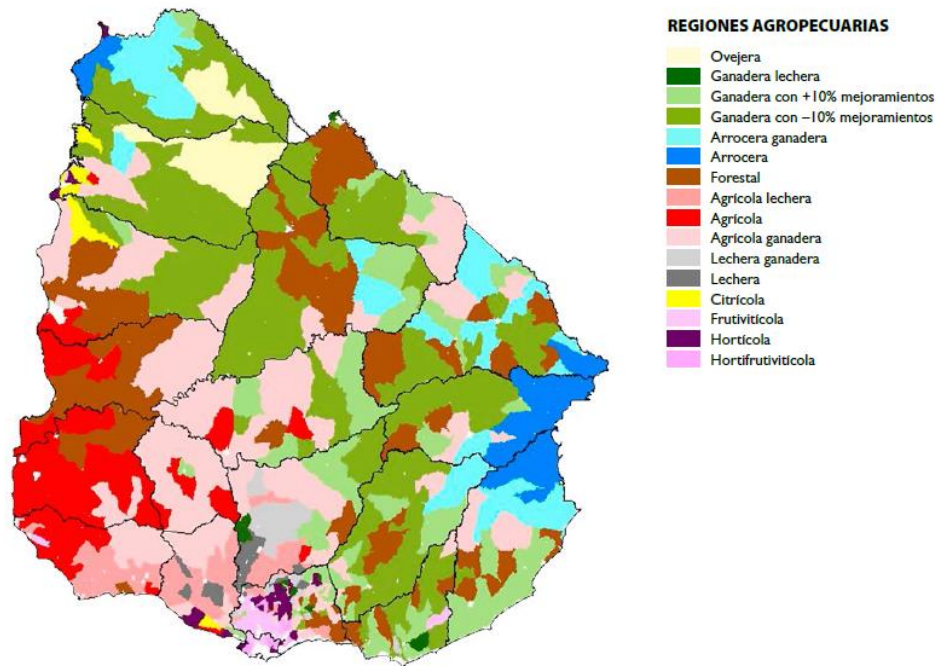 REGIONES AGROPECUARIAS
Ovejera
Ganadera lechera
Ganadera con +10% mejoramientos
Ganadera con –10% mejoramientos
Arrocera ganadera
Arrocera
Forestal
Agrícola lechera
Agrícola
Agrícola ganadera
Lechera ganadera
Lechera
Citrícola
Frutivitícola
Hortícola
Hortifrutivitícola